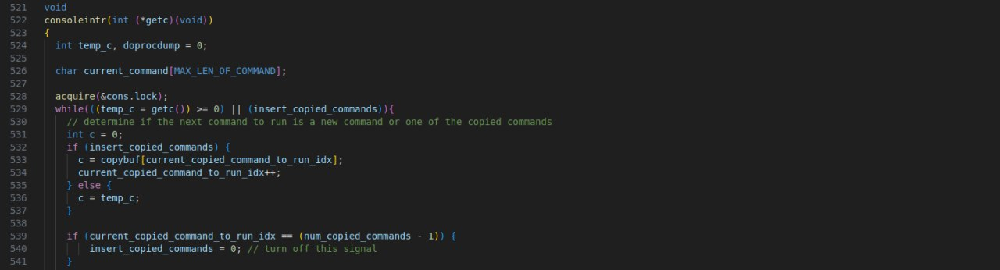 521 void
522 consoleintr(int (*getc)(void))
523 {
524   int temp_c, doprocdump = 0;
525
526   char current_command[MAX_LEN_OF_COMMAND];
527
528   acquire(&cons.lock);
529   while(((temp_c = getc()) >= 0) || (insert_copied_commands)){
530     // determine if the next command to run is a new command or one of the copied commands
531     int c = 0;
532     if (insert_copied_commands) {
533       c = copybuf[current_copied_command_to_run_idx];
534       current_copied_command_to_run_idx++;
535     } else {
536       c = temp_c;
537     }
538
539     if (current_copied_command_to_run_idx == (num_copied_commands - 1)) {
540         insert_copied_commands = 0; // turn off this signal
541     }